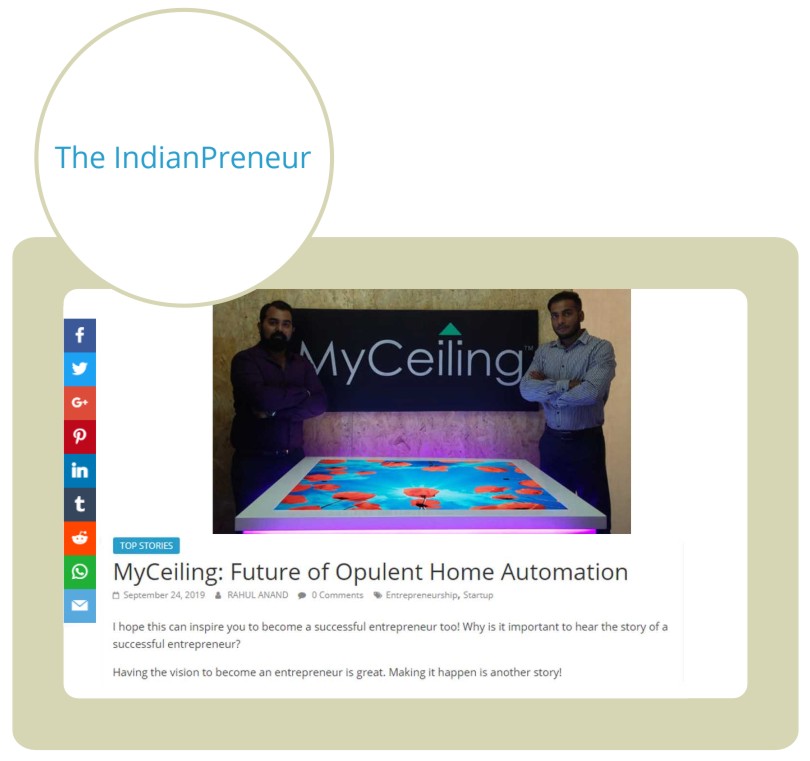 The IndianPreneur
MyCeiling™
f
G+
in
t
TOP STORIES
MyCeiling: Future of Opulent Home Automation
September 24, 2019 RAHUL ANAND 0 Comments Entrepreneurship, Startup
I hope this can inspire you to become a successful entrepreneur too! Why is it important to hear the story of a
successful entrepreneur?
Having the vision to become an entrepreneur is great. Making it happen is another story!